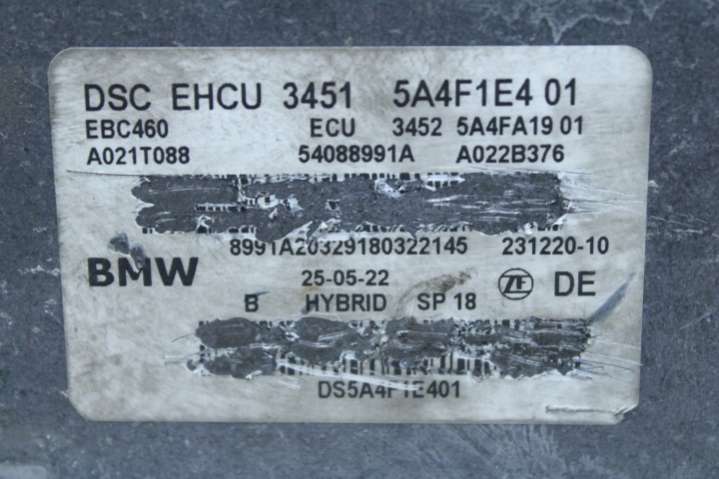 DSC EHCU 3451 5A4F1E4 01
EBC460 ECU 3452 5A4FA19 01
A021T088 54088991A A022B376
8991A20329180322145 231220-10
BMW 25-05-22 ZF DE
B HYBRID SP 18
DS5A4F1E401